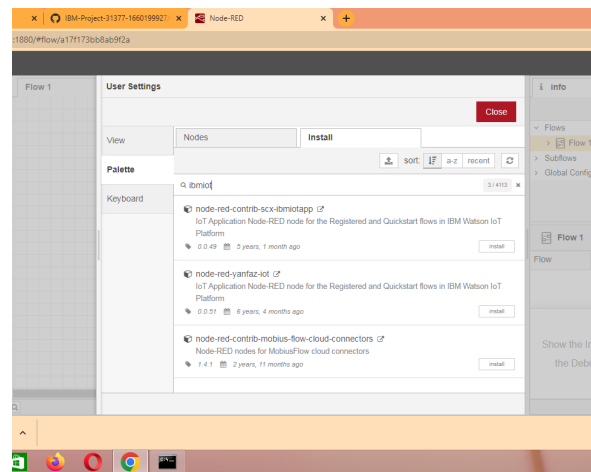 IBM-Project-31377-1660199927
Node-RED
:1880/#flow/a17f173bb8ab9f2a
Flow 1
User Settings
info
Close
Flows
Flow 1
Subflows
Global Config
View
Palette
Keyboard
Nodes
Install
sort:
a-z
recent
ibmiot
3 / 4113
node-red-contrib-scx-ibmiotapp
IoT Application Node-RED node for the Registered and Quickstart flows in IBM Watson IoT
Platform
0.0.49 5 years, 1 month ago
install
node-red-yanfaz-iot
IoT Application Node-RED node for the Registered and Quickstart flows in IBM Watson IoT
Platform
0.0.51 6 years, 4 months ago
install
node-red-contrib-mobius-flow-cloud-connectors
Node-RED nodes for MobiusFlow cloud connectors
1.4.1 2 years, 11 months ago
install
Flow 1
Flow
Show the In
the Deb